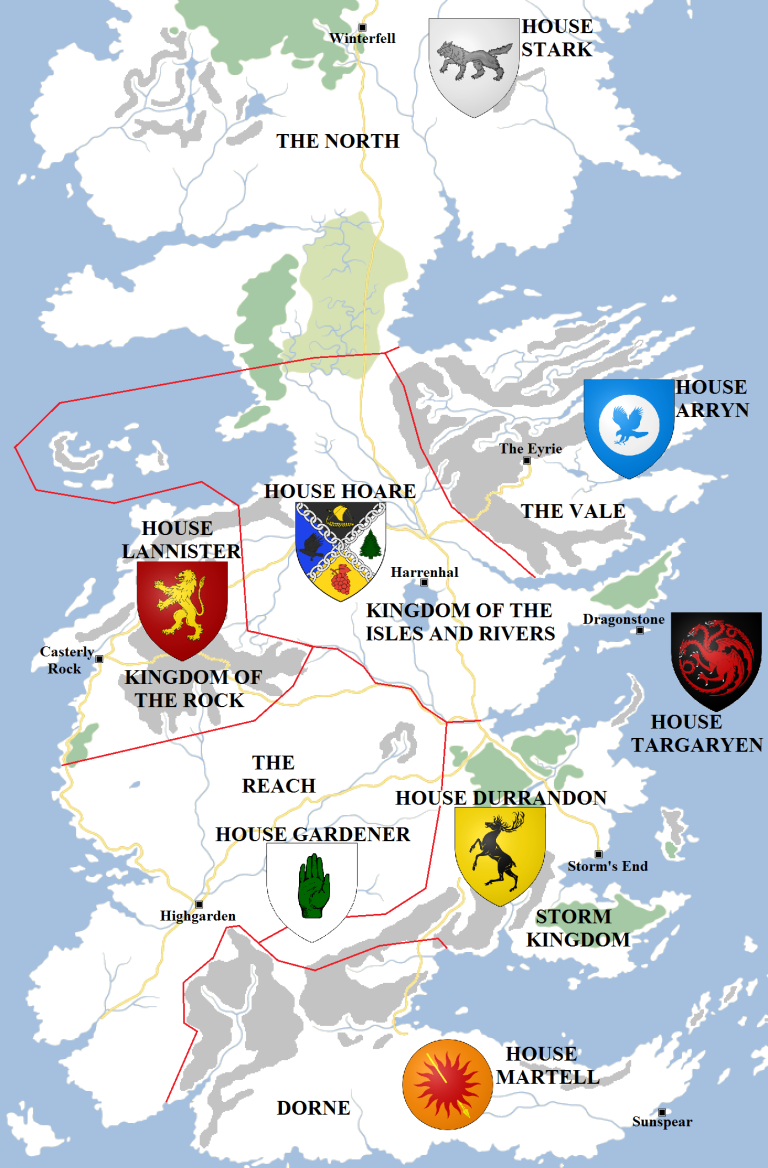 Winterfell
HOUSE
STARK
THE NORTH
HOUSE
ARRYN
The Eyrie
THE VALE
HOUSE HOARE
HOUSE
LANNISTER
Harrenhal
KINGDOM OF THE
ISLES AND RIVERS
Dragonstone
Casterly
Rock
KINGDOM OF
THE ROCK
HOUSE
TARGARYEN
THE
REACH
HOUSE DURRANDON
HOUSE GARDENER
Storm's End
Highgarden
STORM
KINGDOM
HOUSE
MARTELL
DORNE
Sunspear